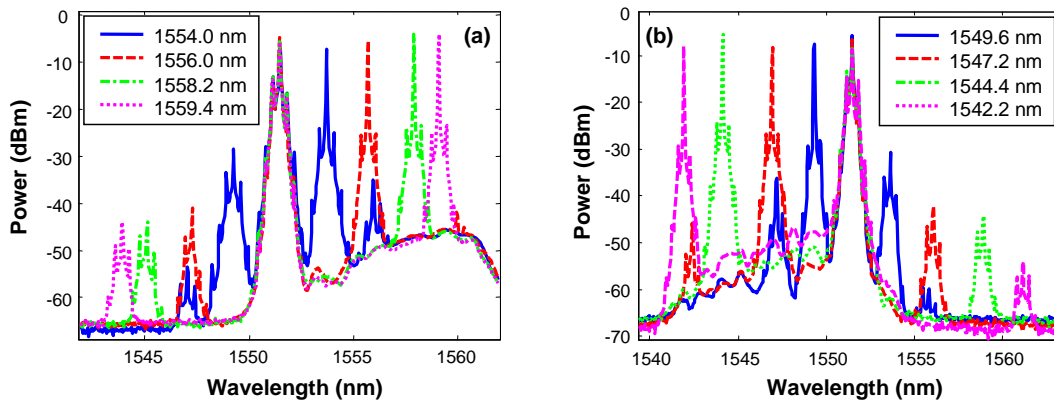 0
-10
-20
-30
-40
-50
-60
Power (dBm)
1554.0 nm
1556.0 nm
1558.2 nm
1559.4 nm
(a)
1545
1550
1555
1560
Wavelength (nm)
0
-10
-20
-30
-40
-50
-60
-70
Power (dBm)
(b)
1549.6 nm
1547.2 nm
1544.4 nm
1542.2 nm
1540
1545
1550
1555
1560
Wavelength (nm)